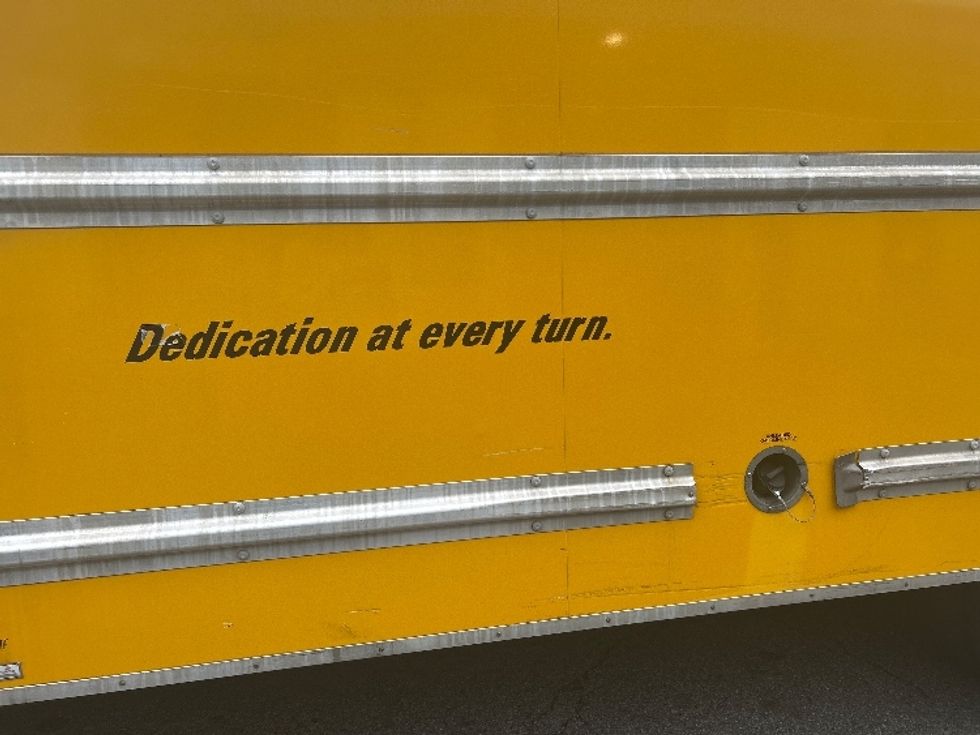 Dedication at every turn.